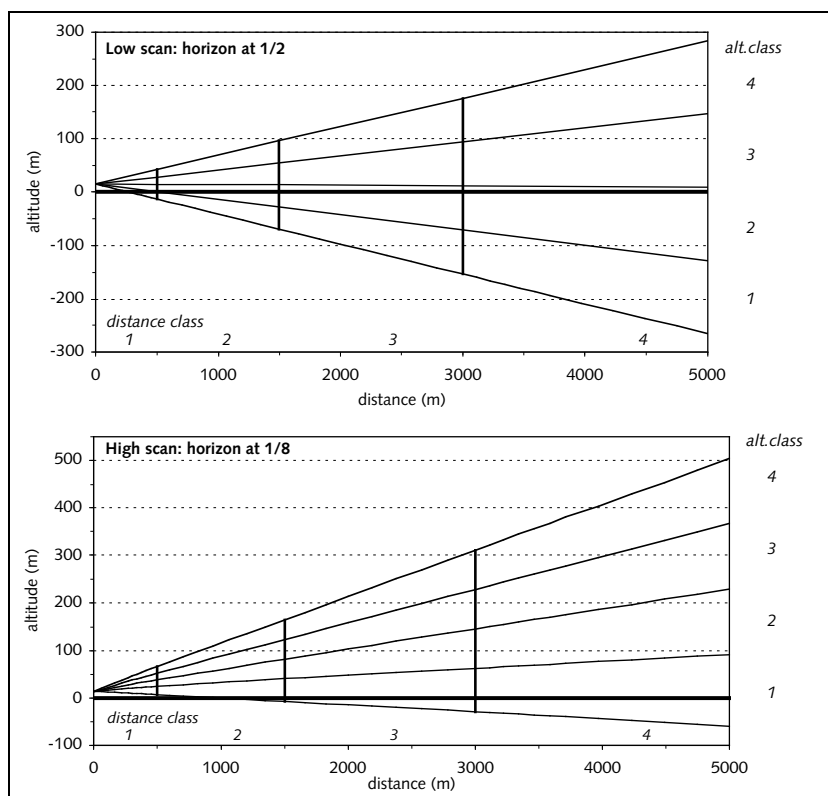 Low scan: horizon at 1/2
alt.class
300
200
100
0
-100
-200
-300
altitude (m)
4
3
2
1
distance class
1 2 3 4
0 1000 2000 3000 4000 5000
distance (m)
High scan: horizon at 1/8
alt.class
500
400
300
200
100
0
-100
altitude (m)
4
3
2
1
distance class
1 2 3 4
0 1000 2000 3000 4000 5000
distance (m)